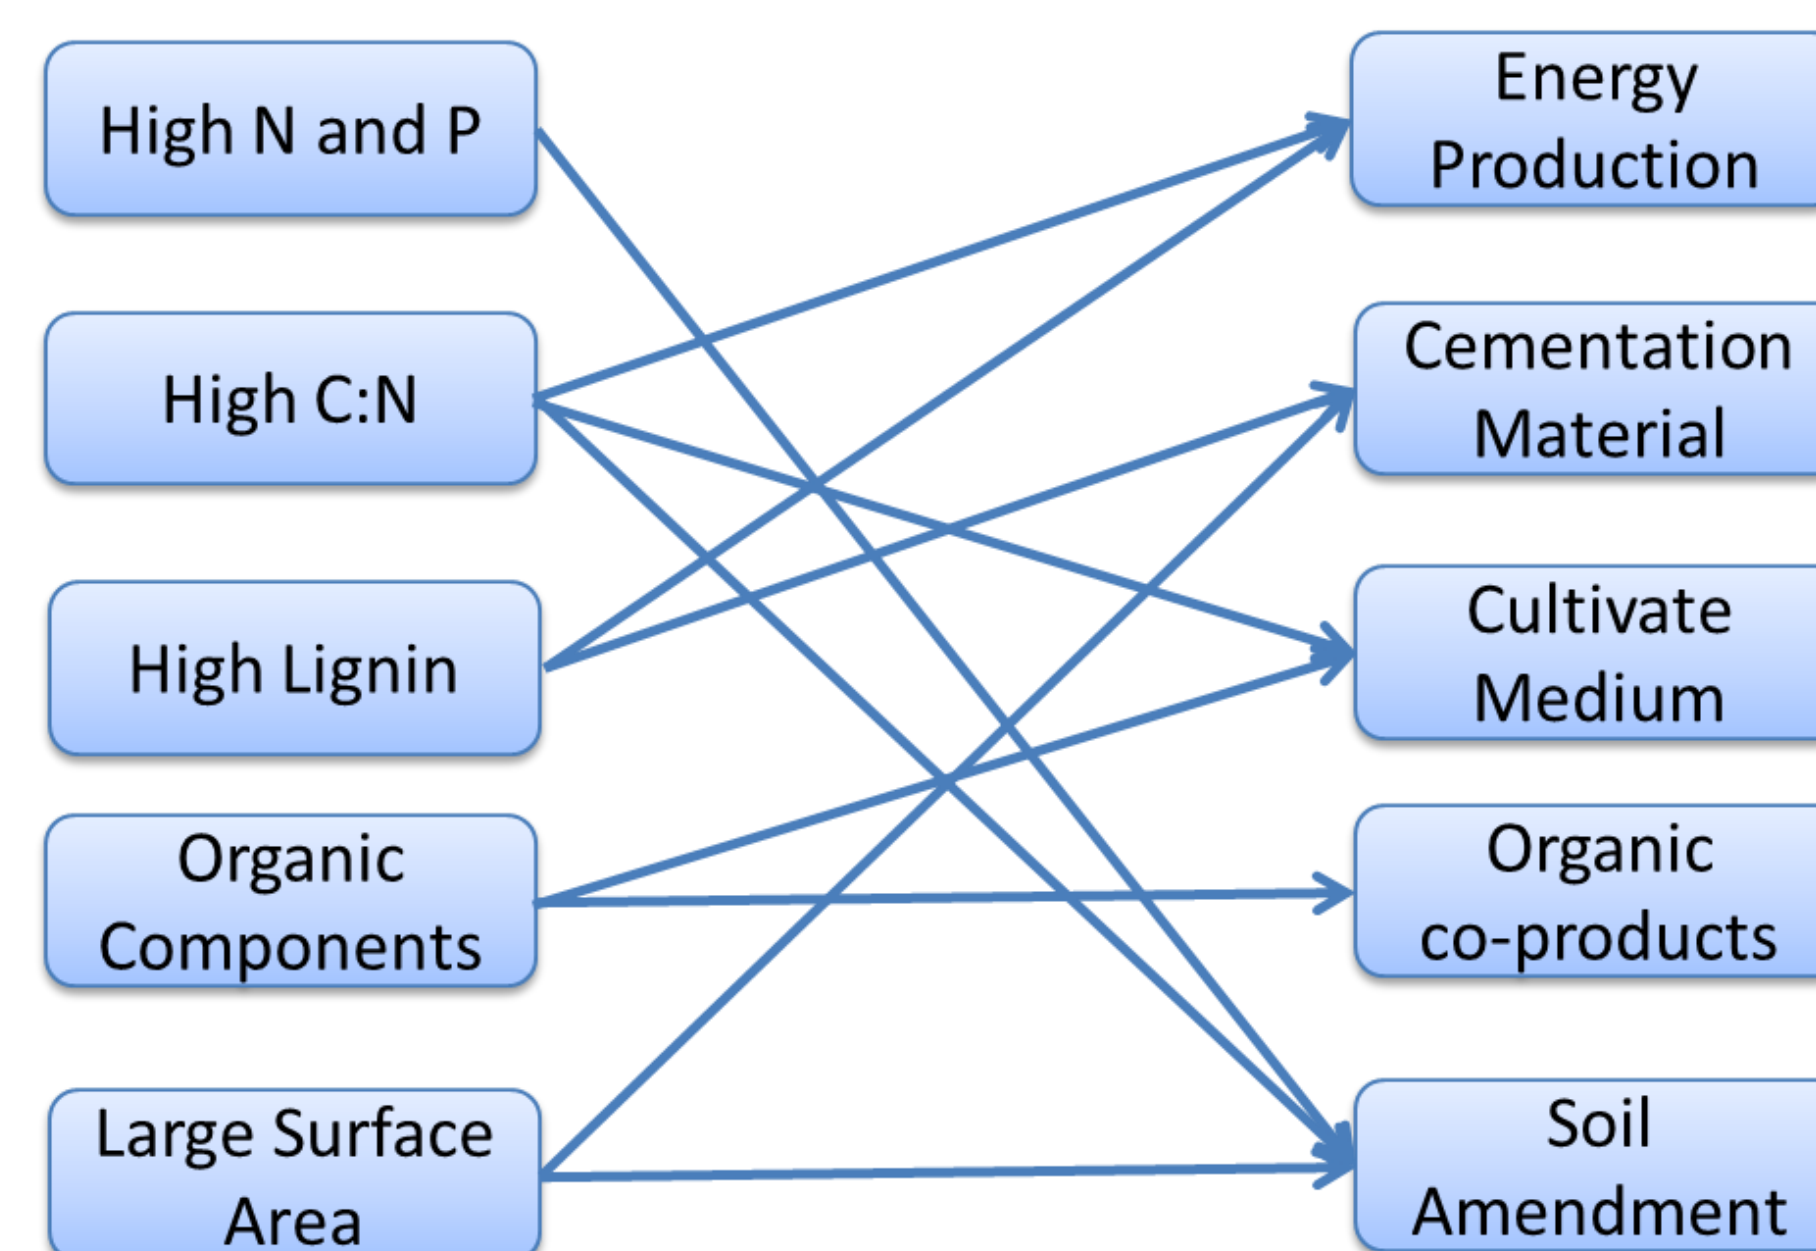 High N and P
High C:N
High Lignin
Organic
Components
Large Surface
Area
Energy
Production
Cementation
Material
Cultivate
Medium
Organic
co-products
Soil
Amendment